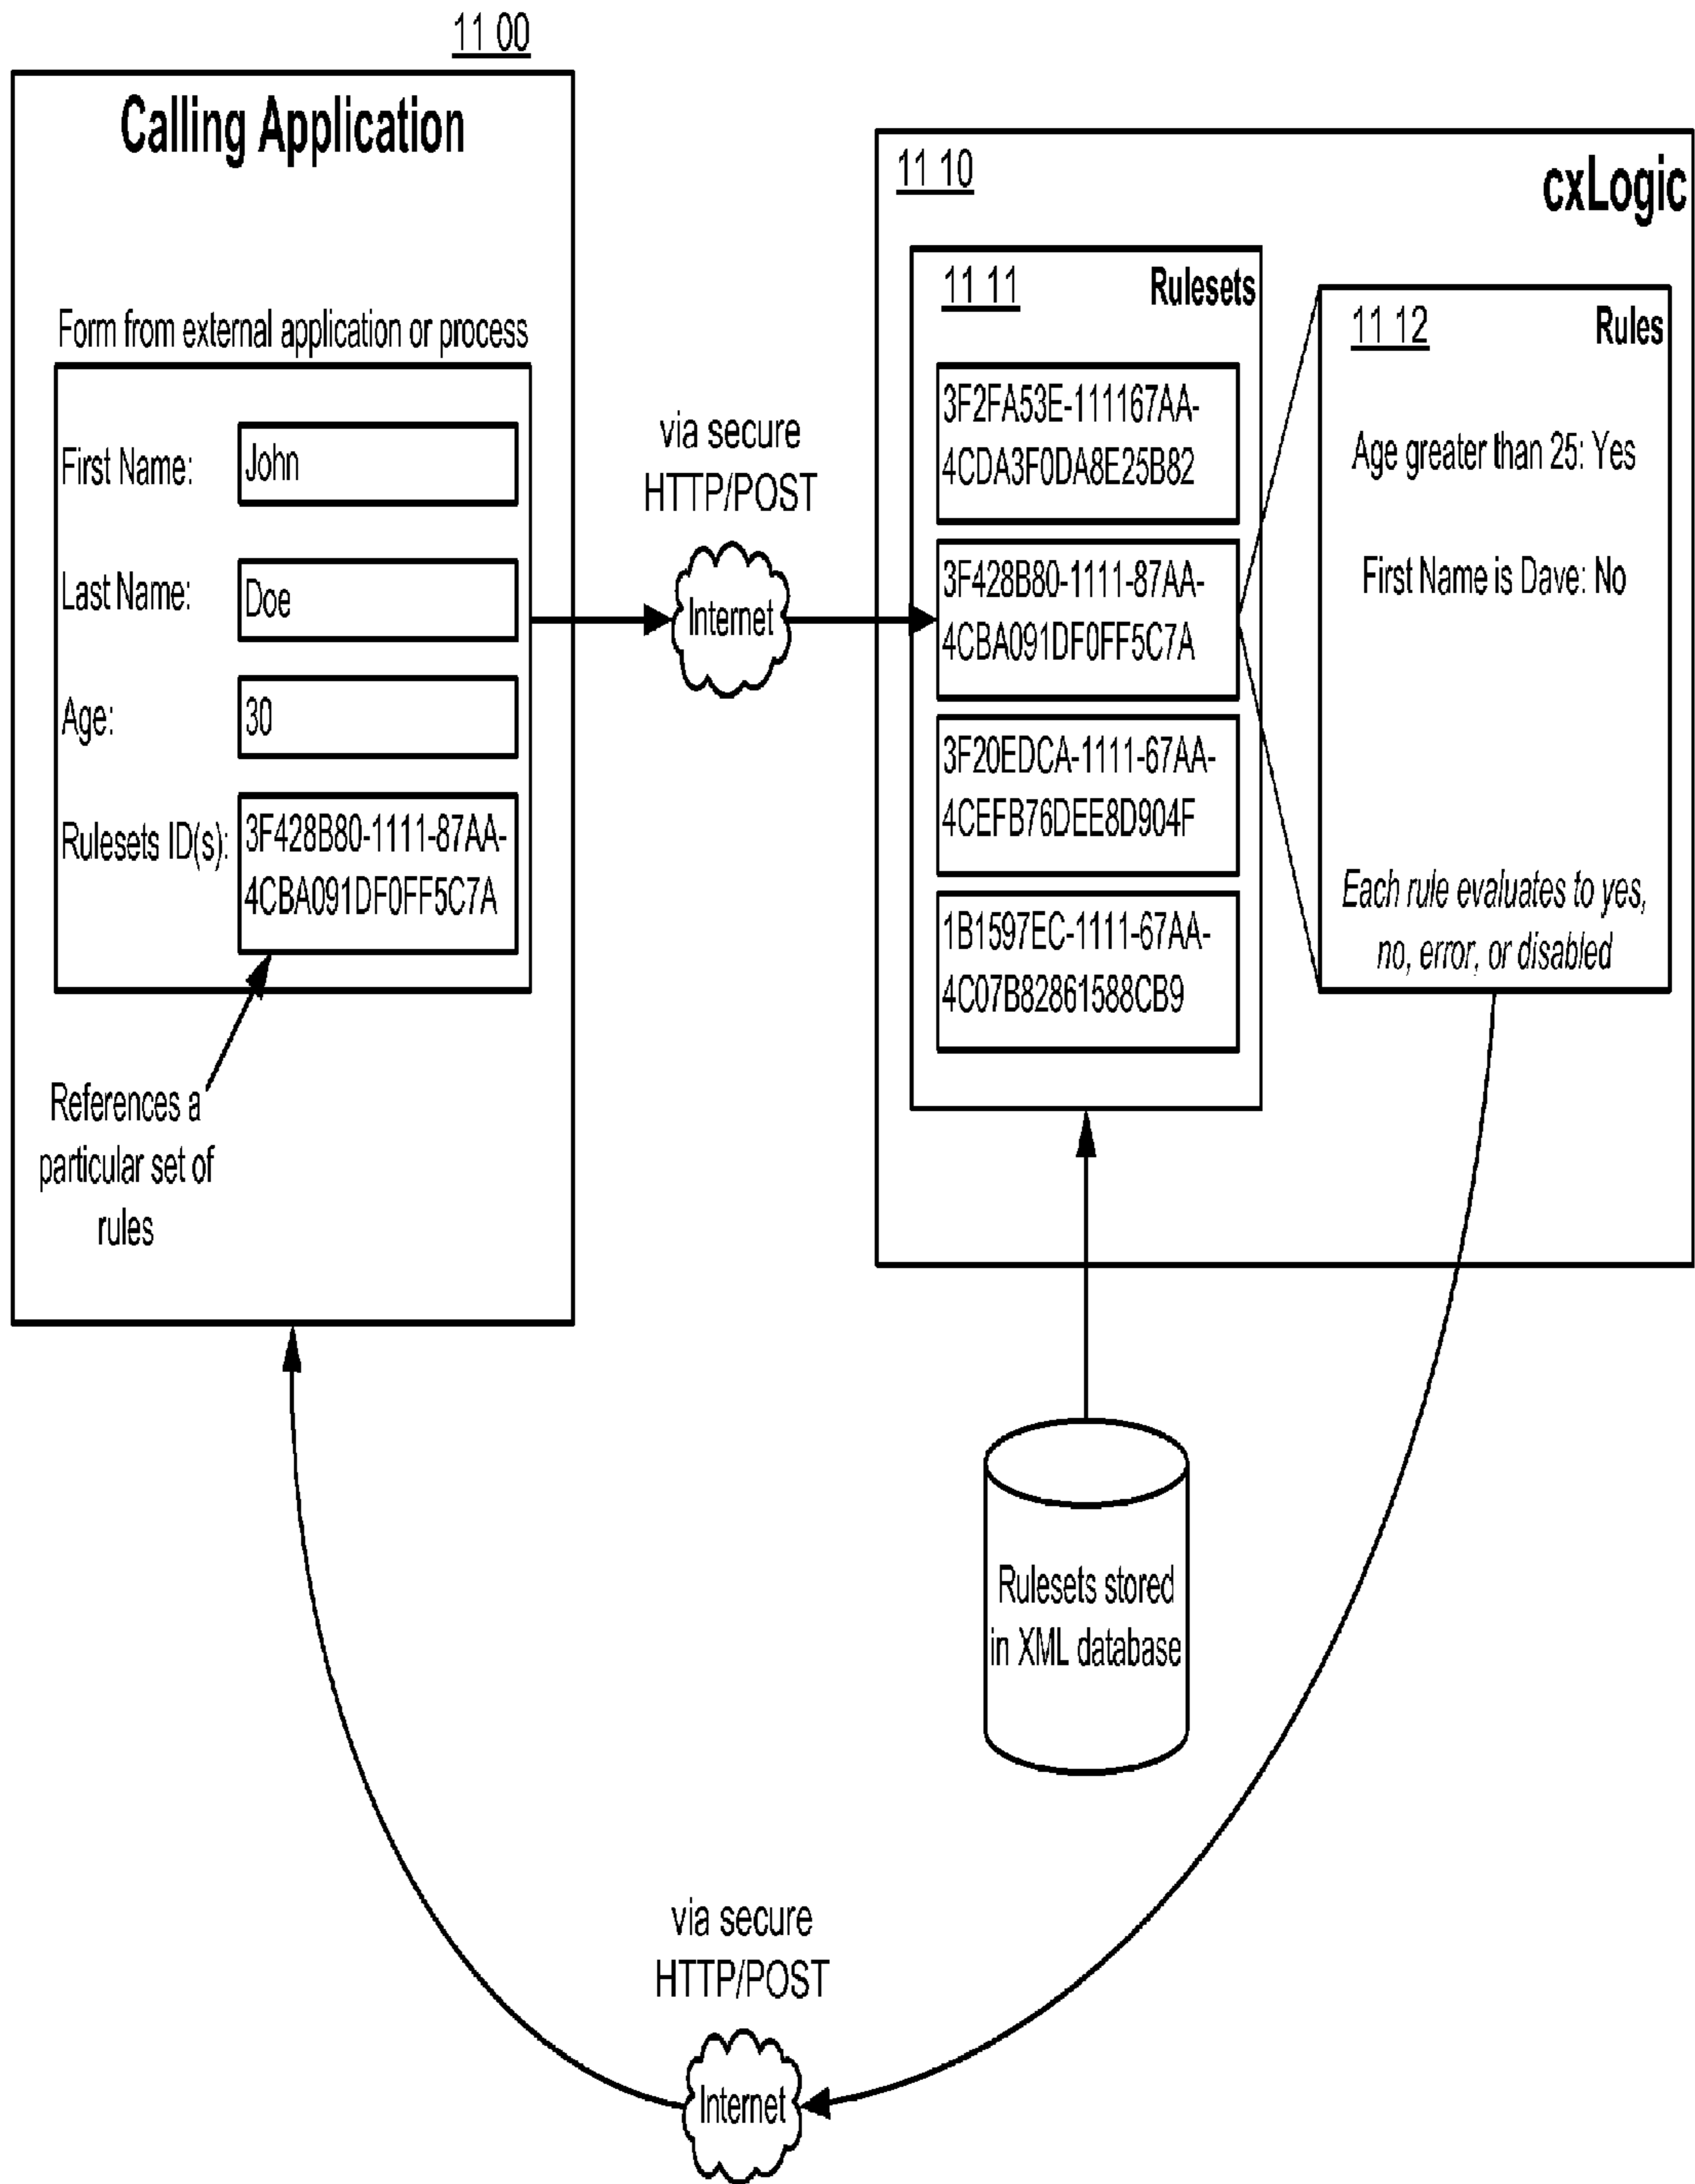 11 00
Calling Application
Form from external application or process
First Name:
John
Last Name:
Doe
Age:
30
Rulesets ID(s):
3F428B80-1111-87AA-
4CBA091DF0FF5C7A
References a
particular set of
rules
via secure
HTTP/POST
Internet
11 10
cxLogic
11 11
Rulesets
3F2FA53E-111167AA-
4CDA3F0DA8E25B82
3F428B80-1111-87AA-
4CBA091DF0FF5C7A
3F20EDCA-1111-67AA-
4CEFB76DEE8D904F
1B1597EC-1111-67AA-
4C07B82861588CB9
11 12
Rules
Age greater than 25: Yes
First Name is Dave: No
Each rule evaluates to yes,
no, error, or disabled
Rulesets stored
in XML database
via secure
HTTP/POST
Internet